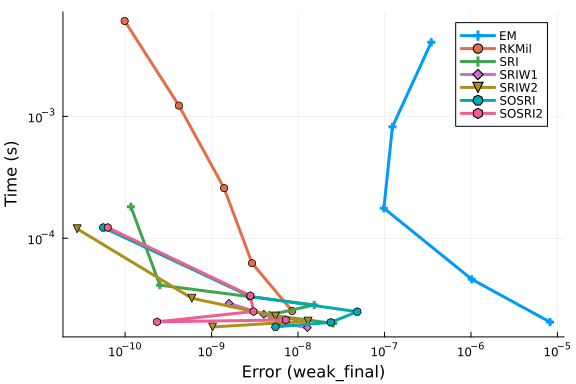 EM
RKMil
SRI
SRIW1
SRIW2
SOSRI
SOSRI2
10⁻³
10⁻⁴
Time (s)
10⁻¹⁰ 10⁻⁹ 10⁻⁸ 10⁻⁷ 10⁻⁶ 10⁻⁵
Error (weak_final)